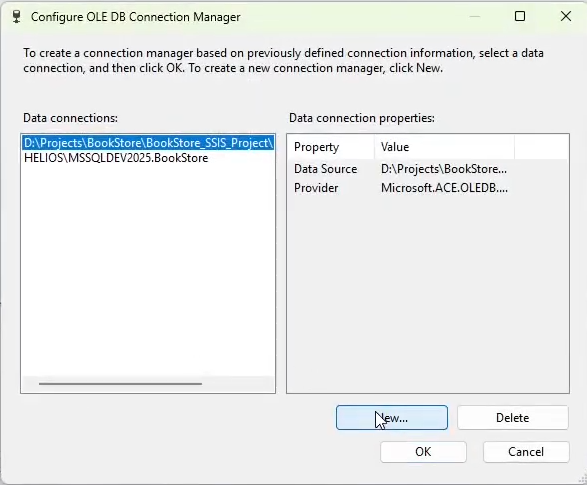 Configure OLE DB Connection Manager
To create a connection manager based on previously defined connection information, select a data
connection, and then click OK. To create a new connection manager, click New.
Data connections:
D:\Projects\BookStore\BookStore_SSIS_Project\
HELIOS\MSSQLDEV2025.BookStore
Data connection properties:
Property Value
Data Source D:\Projects\BookStore...
Provider Microsoft.ACE.OLEDB....
New... Delete
OK Cancel